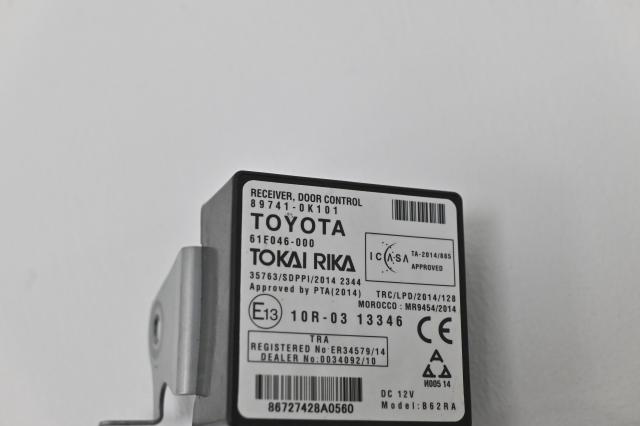 RECEIVER, DOOR CONTROL
89741-0K101
TOYOTA
61F046-000
TOKAI RIKA
35763/SDPPI/2014 2344
Approved by PTA(2014)
ICASA
TA-2014/885
APPROVED
TRC/LPD/2014/128
MOROCCO : MR9454/2014
E13
10R-03 13346
CE
TRA
REGISTERED No ER34579/14
DEALER No.0034092/10
И005 14
86727428A0560
DC 12V
Model:B62RA